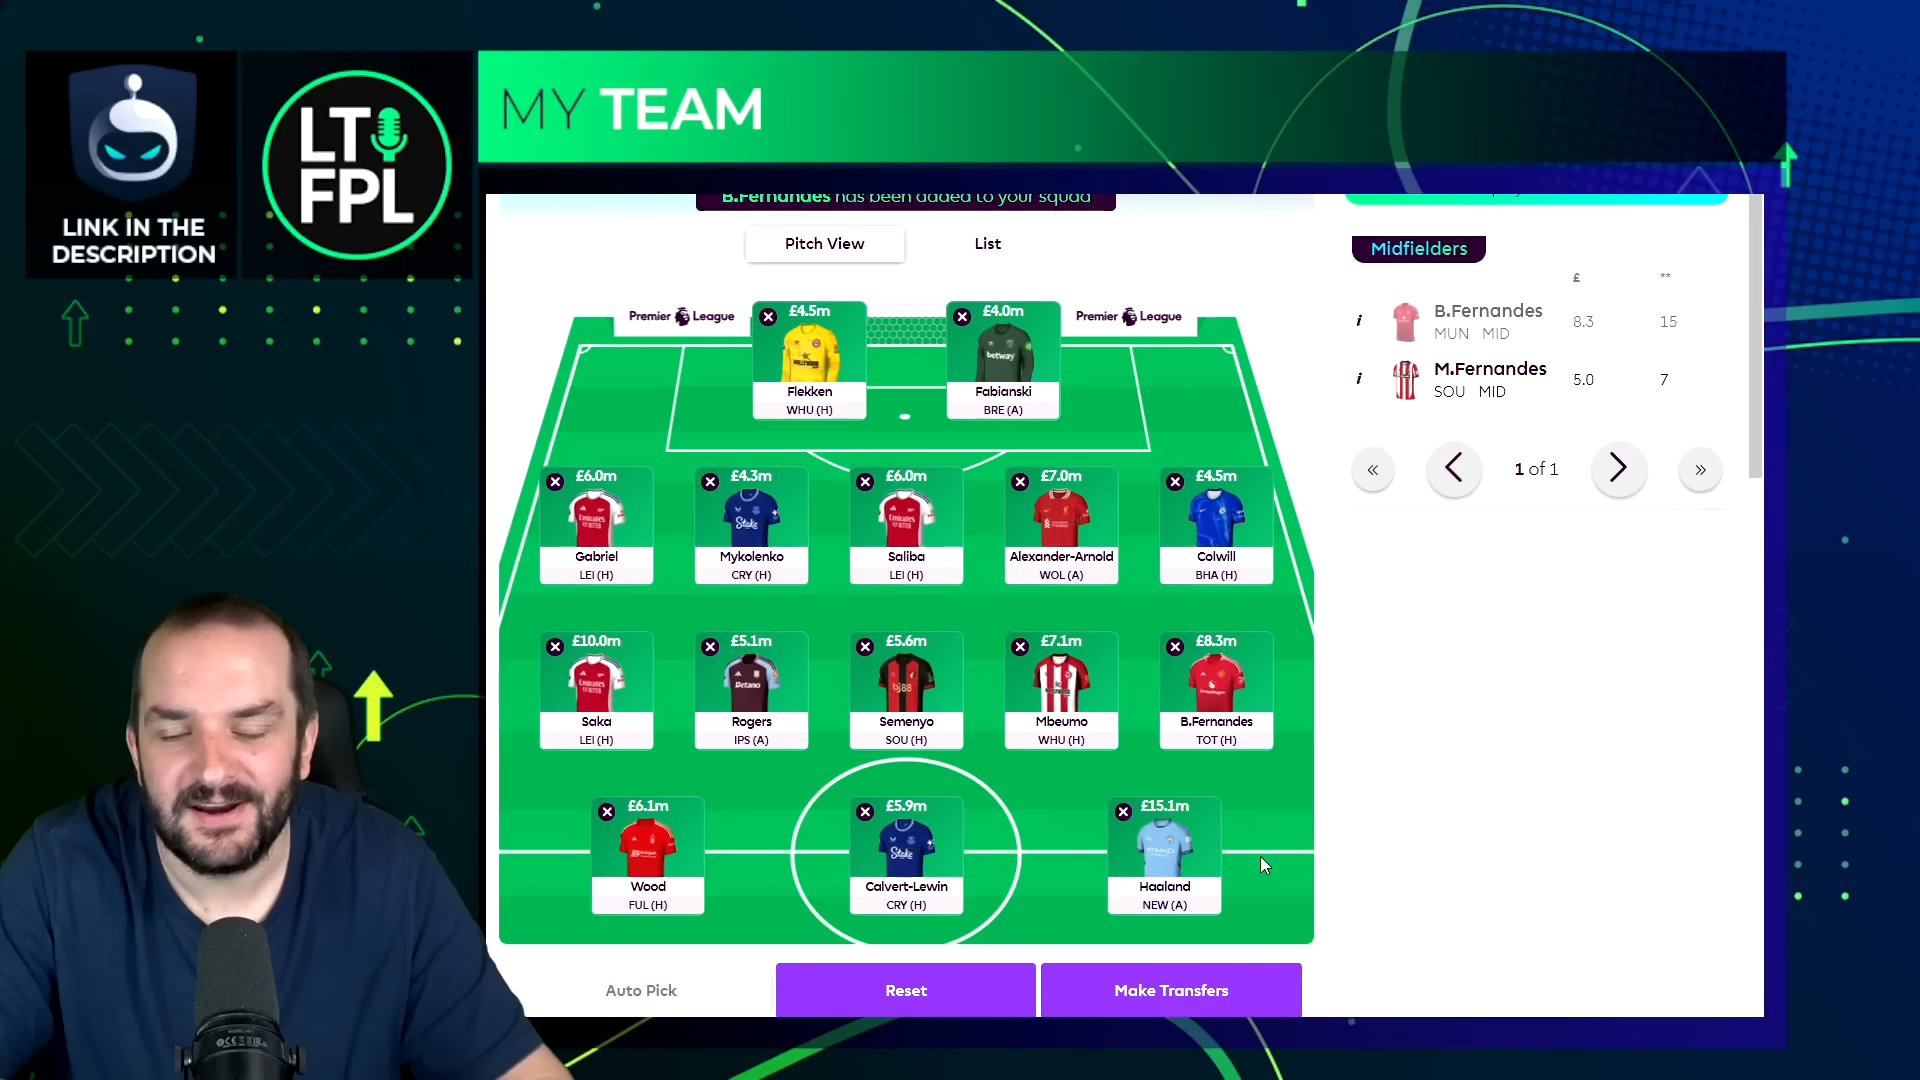 LINK IN THE
DESCRIPTION
LT
FPL
MY TEAM
B.Fernandes has been added to your squad
Pitch View
List
Premier League
Premier League
£4.5m
£4.0m
betway
Flekken
Fabianski
WHU (H)
BRE (A)
£6.0m
£4.3m
£6.0m
£7.0m
£4.5m
Stake
Gabriel
Mykolenko
Saliba
Alexander-Arnold
Colwill
LEI (H)
CRY (H)
LEI (H)
WOL (A)
BHA (H)
£10.0m
£5.1m
£5.6m
£7.1m
£8.3m
Betano
bj88
Saka
Rogers
Semenyo
Mbeumo
B.Fernandes
LEI (H)
IPS (A)
SOU (H)
WHU (H)
TOT (H)
£6.1m
£5.9m
£15.1m
Stake
Wood
Calvert-Lewin
Haaland
FUL (H)
CRY (H)
NEW (A)
Auto Pick
Reset
Make Transfers
Midfielders
£
**
i
B.Fernandes
8.3
15
MUN MID
i
M.Fernandes
5.0
7
SOU MID
« 1 of 1 »